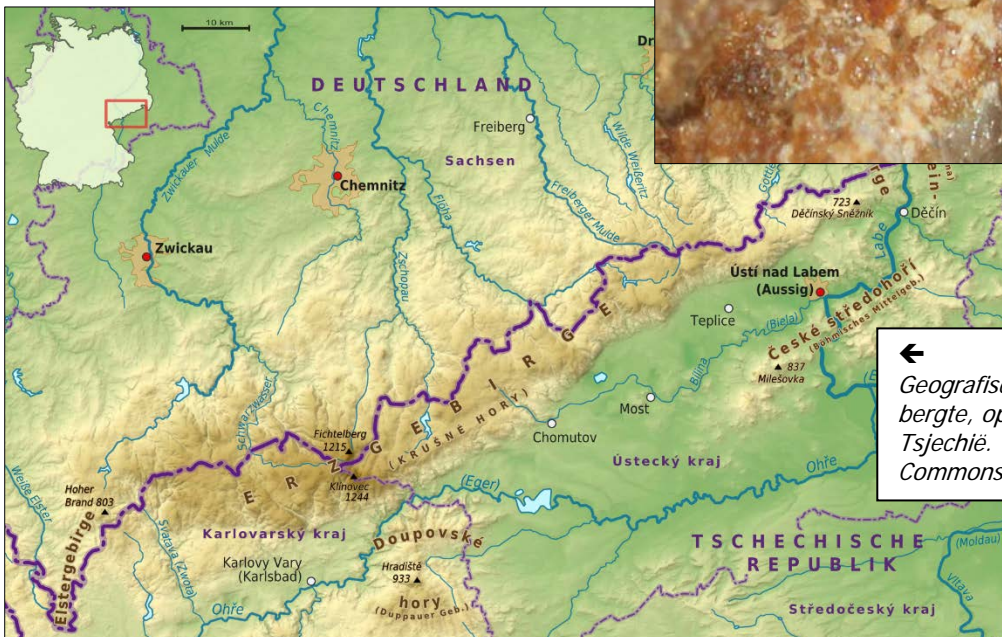 10 km
DEUTSCHLAND
Sachsen
Freiberg
Chemnitz
Chemnitz
Zwickau
Zwickauer Mulde
Flöha
Zschopau
Freiberger Mulde
Wilde Weißeritz
723
Děčínský Sněžník
Děčín
Labe
Ústí nad Labem
(Aussig)
Teplice
(Biela)
Bílina
České středohoří
(Böhmisches Mittelgeb.)
837
Milešovka
Most
Chomutov
Ústecký kraj
ERZGEBIRGE
(KRUŠNÉ HORY)
Schwarzwasser
Fichtelberg
1215
Klínovec
1244
Weiße Elster
Hoher
Brand 803
Elstergebirge
Svatava (Zwota)
Karlovarský kraj
Karlovy Vary
(Karlsbad)
Ohře
(Eger)
Ohře
Doupovské
hory
(Duppauer Geb.)
Hradiště
933
TSCHECHISCHE
REPUBLIK
(Moldau)
Vltava
Středočeský kraj
←
bergte, op
Tsjechië.
Commons